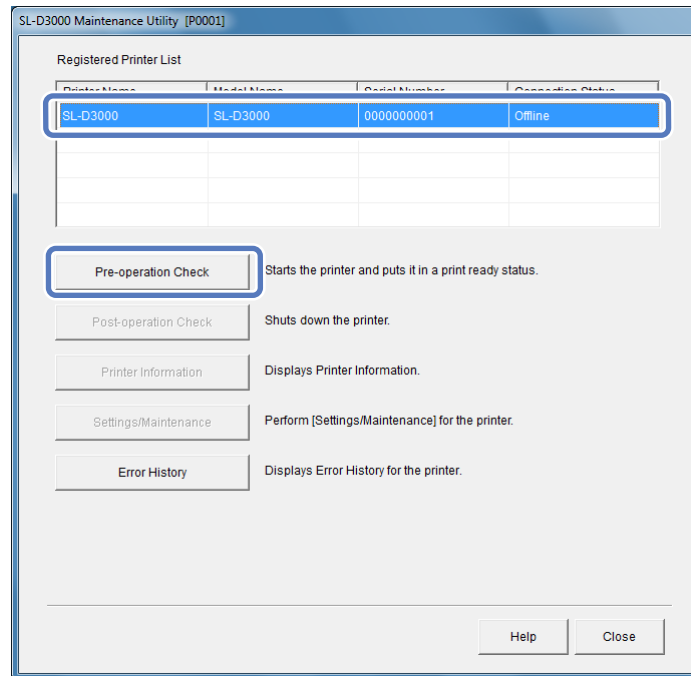 SL-D3000 Maintenance Utility [P0001]
Registered Printer List
Printer Name Model Name Serial Number Connection Status
SL-D3000 SL-D3000 0000000001 Offline
Pre-operation Check Starts the printer and puts it in a print ready status.
Post-operation Check Shuts down the printer.
Printer Information Displays Printer Information.
Settings/Maintenance Perform [Settings/Maintenance] for the printer.
Error History Displays Error History for the printer.
Help Close